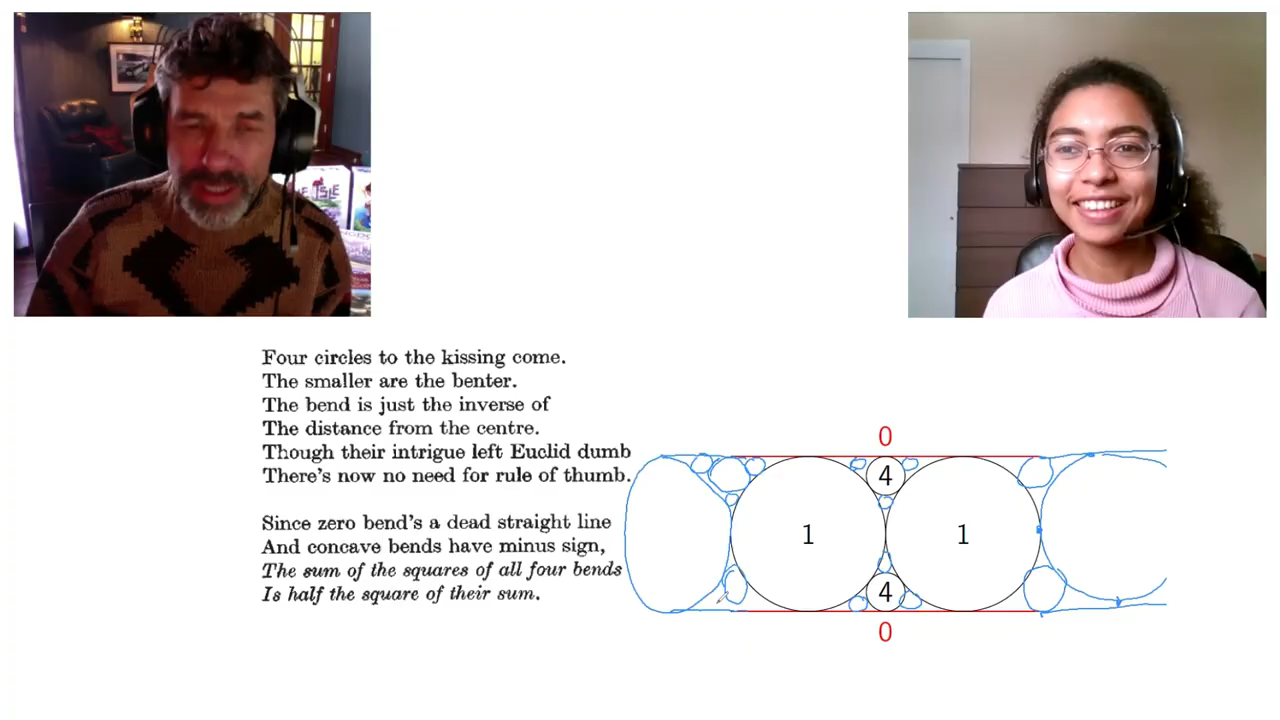 ISLE
Four circles to the kissing come.
The smaller are the benter.
The bend is just the inverse of
The distance from the centre.
Though their intrigue left Euclid dumb
There's now no need for rule of thumb.
Since zero bend's a dead straight line
And concave bends have minus sign,
The sum of the squares of all four bends
Is half the square of their sum.
0
4
1
1
4
0